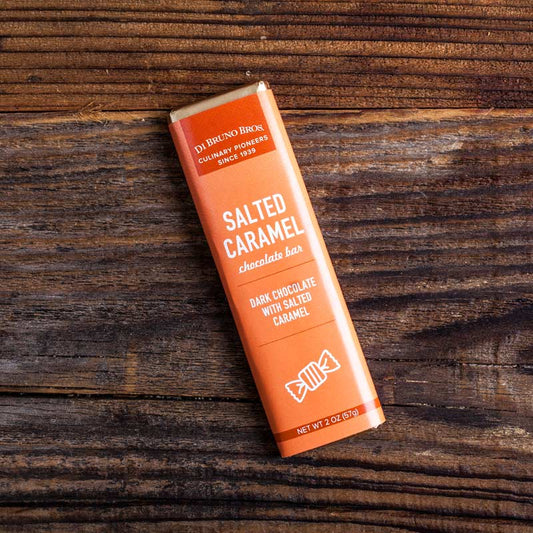 Di Bruno Bros.
CULINARY PIONEERS
SINCE 1939
SALTED
CARAMEL
chocolate bar
DARK CHOCOLATE
WITH SALTED
CARAMEL
NET WT 2 OZ (57g)